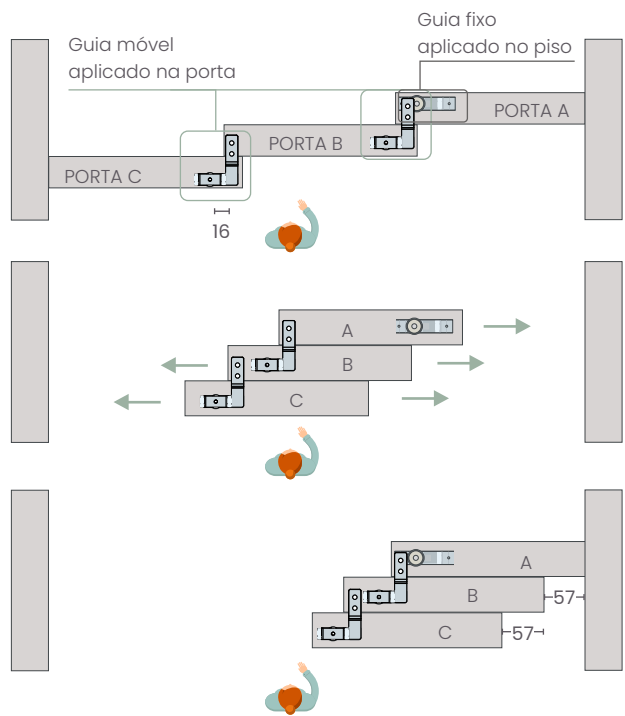 Guia fixo
aplicado no piso
Guia móvel
aplicado na porta
PORTA A
PORTA B
PORTA C
16
A
B
C
A
B
57
C
57